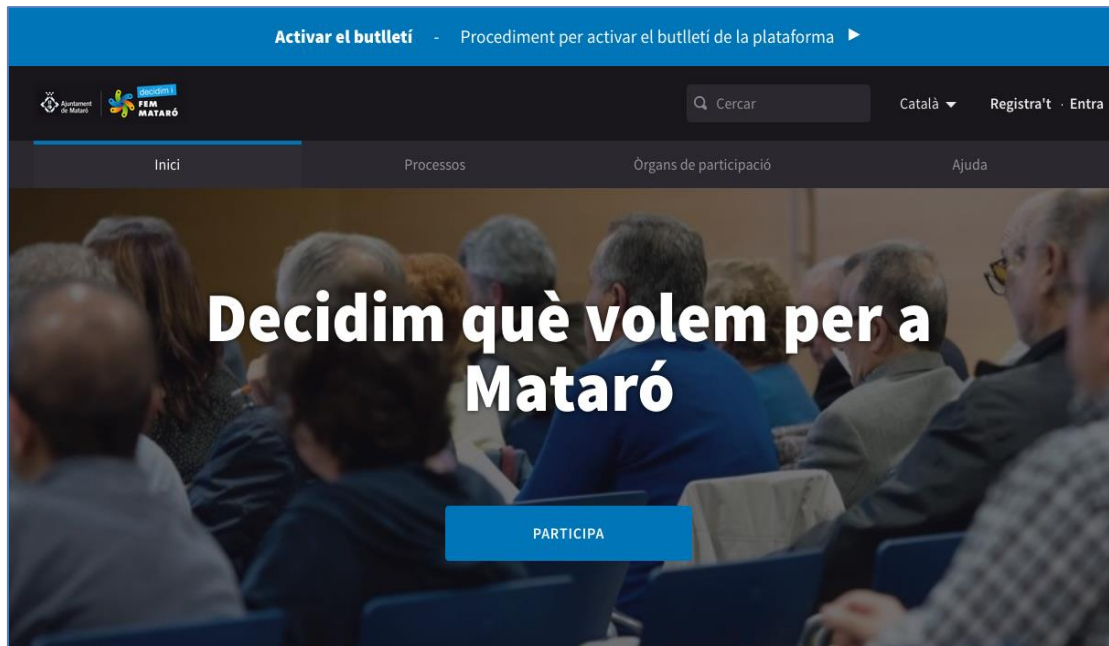 Activar el butlletí - Procediment per activar el butlletí de la plataforma ►
Ajuntament
de Mataró
decidim i
FEM
MATARÓ
Cercar
Català
Registra't · Entra
Inici
Processos
Òrgans de participació
Ajuda
Decidim què volem per a
Mataró
PARTICIPA